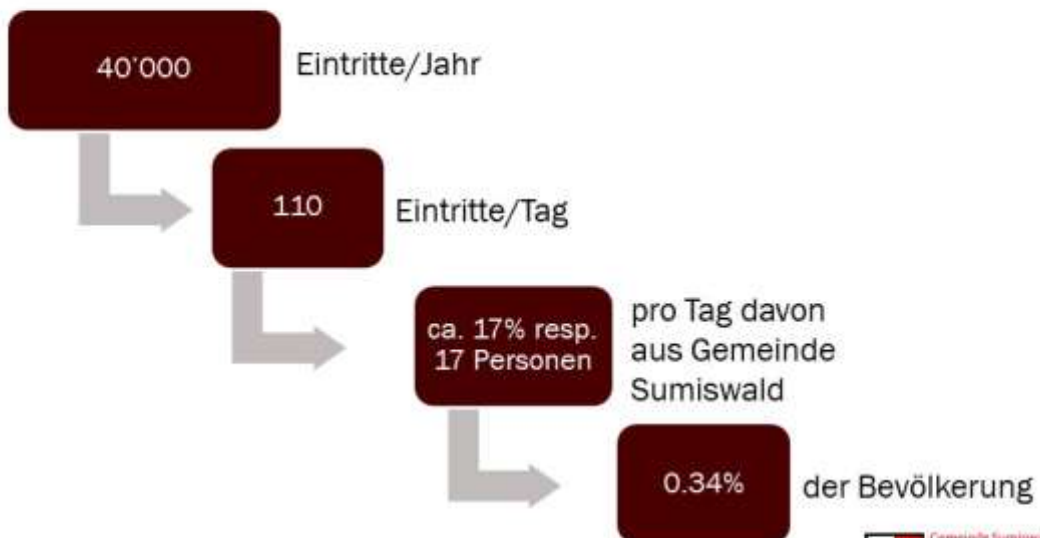 40'000
Eintritte/Jahr
110
Eintritte/Tag
ca. 17% resp.
17 Personen
pro Tag davon
aus Gemeinde
Sumiswald
0.34%
der Bevölkerung